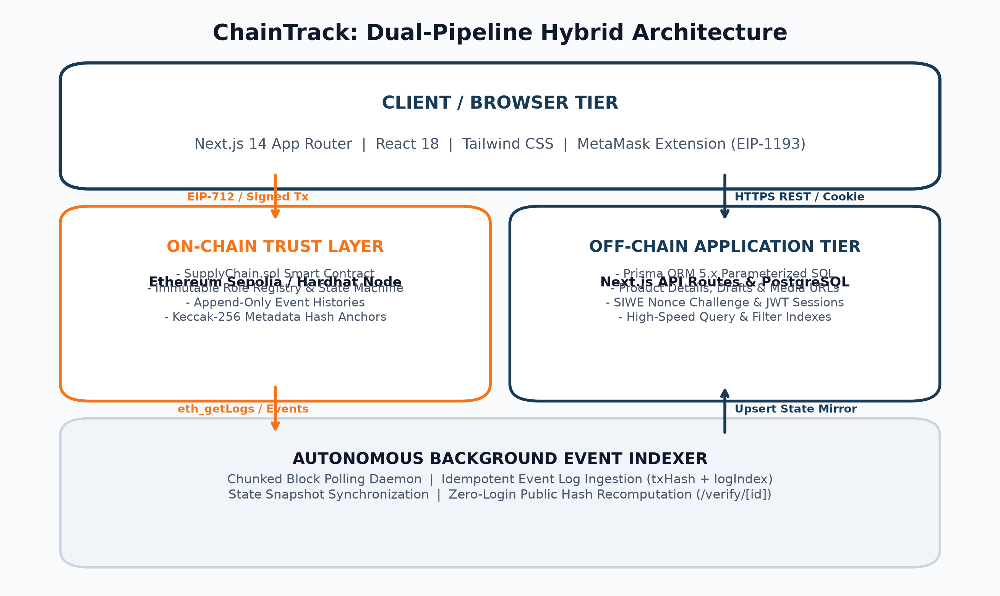 ChainTrack: Dual-Pipeline Hybrid Architecture
CLIENT / BROWSER TIER
Next.js 14 App Router | React 18 | Tailwind CSS | MetaMask Extension (EIP-1193)
EIP-712 / Signed Tx
HTTPS REST / Cookie
ON-CHAIN TRUST LAYER
Ethereum Sepolia / Hardhat Node
- SupplyChain.sol Smart Contract
- Immutable Role Registry & State Machine
- Append-Only Event Histories
- Keccak-256 Metadata Hash Anchors
OFF-CHAIN APPLICATION TIER
Next.js API Routes & PostgreSQL
- Prisma ORM 5.x Parameterized SQL
- Product Details, Drafts & Media URLs
- SIWE Nonce Challenge & JWT Sessions
- High-Speed Query & Filter Indexes
eth_getLogs / Events
Upsert State Mirror
AUTONOMOUS BACKGROUND EVENT INDEXER
Chunked Block Polling Daemon | Idempotent Event Log Ingestion (txHash + logIndex)
State Snapshot Synchronization | Zero-Login Public Hash Recomputation (/verify/[id])